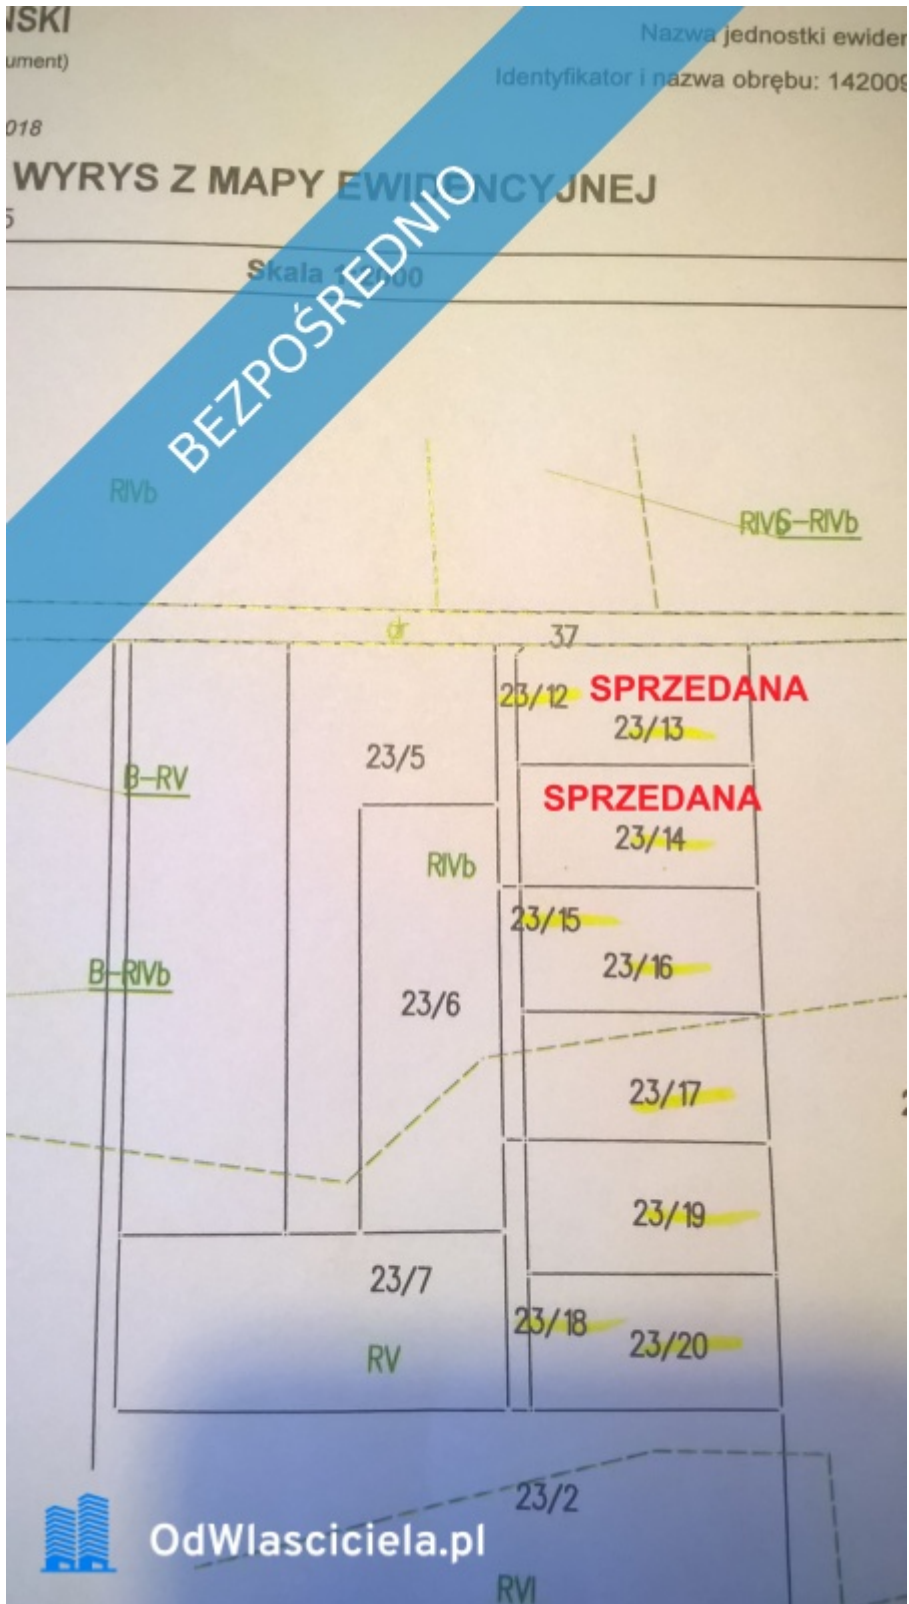 ŃSKI
Nazwa jednostki ewider
ument)
Identyfikator i nazwa obrębu: 142009
018
WYRYS Z MAPY EWIDENCYJNEJ
5
Skala 1:2000
BEZPOŚREDNIO
RIVb
RIVb
S-RIVb
dr
37
23/12
SPRZEDANA
23/13
23/5
B-RV
SPRZEDANA
23/14
RIVb
23/15
23/16
B-RIVb
23/6
23/17
23/19
23/7
23/18
23/20
RV
23/2
OdWlasciciela.pl
RVI